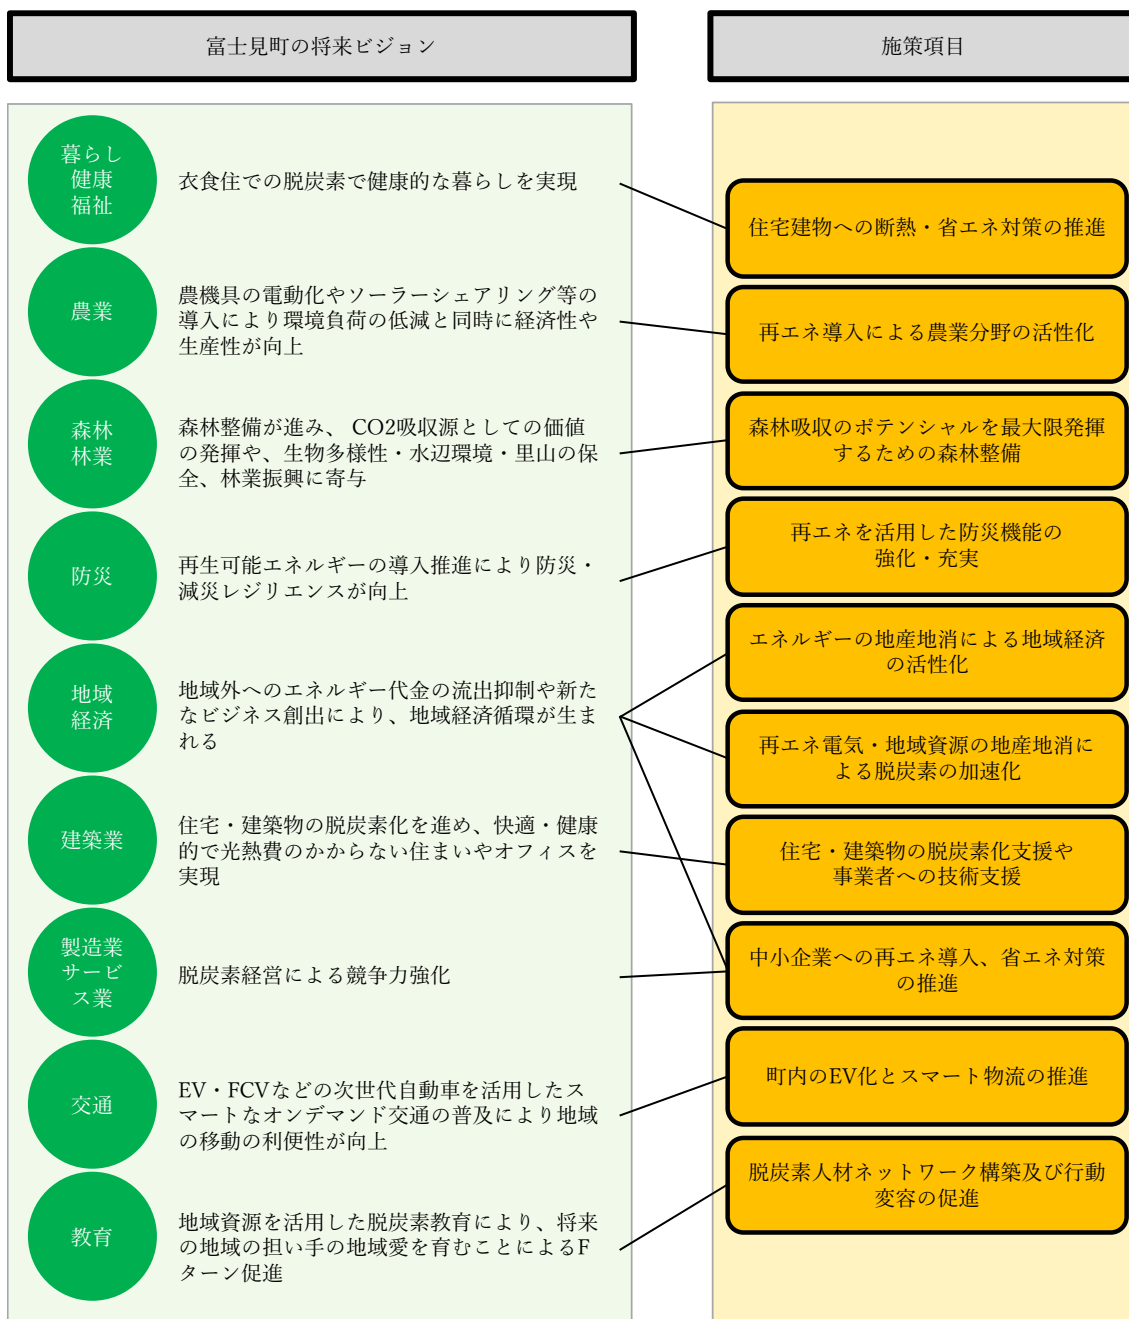 富士見町の将来ビジョン
施策項目
暮らし
健康
福祉
衣食住での脱炭素で健康的な暮らしを実現
農業
農機具の電動化やソーラーシェアリング等の
導入により環境負荷の低減と同時に経済性や
生産性が向上
森林
林業
森林整備が進み、 CO2吸収源としての価値
の発揮や、生物多様性・水辺環境・里山の保
全、林業振興に寄与
防災
再生可能エネルギーの導入推進により防災・
減災レジリエンスが向上
地域
経済
地域外へのエネルギー代金の流出抑制や新た
なビジネス創出により、地域経済循環が生ま
れる
建築業
住宅・建築物の脱炭素化を進め、快適・健康
的で光熱費のかからない住まいやオフィスを
実現
製造業
サービ
ス業
脱炭素経営による競争力強化
交通
EV・FCVなどの次世代自動車を活用したス
マートなオンデマンド交通の普及により地域
の移動の利便性が向上
教育
地域資源を活用した脱炭素教育により、将来
の地域の担い手の地域愛を育むことによるF
ターン促進
住宅建物への断熱・省エネ対策の推進
再エネ導入による農業分野の活性化
森林吸収のポテンシャルを最大限発揮
するための森林整備
再エネを活用した防災機能の
強化・充実
エネルギーの地産地消による地域経済
の活性化
再エネ電気・地域資源の地産地消に
よる脱炭素の加速化
住宅・建築物の脱炭素化支援や
事業者への技術支援
中小企業への再エネ導入、省エネ対策
の推進
町内のEV化とスマート物流の推進
脱炭素人材ネットワーク構築及び行動
変容の促進